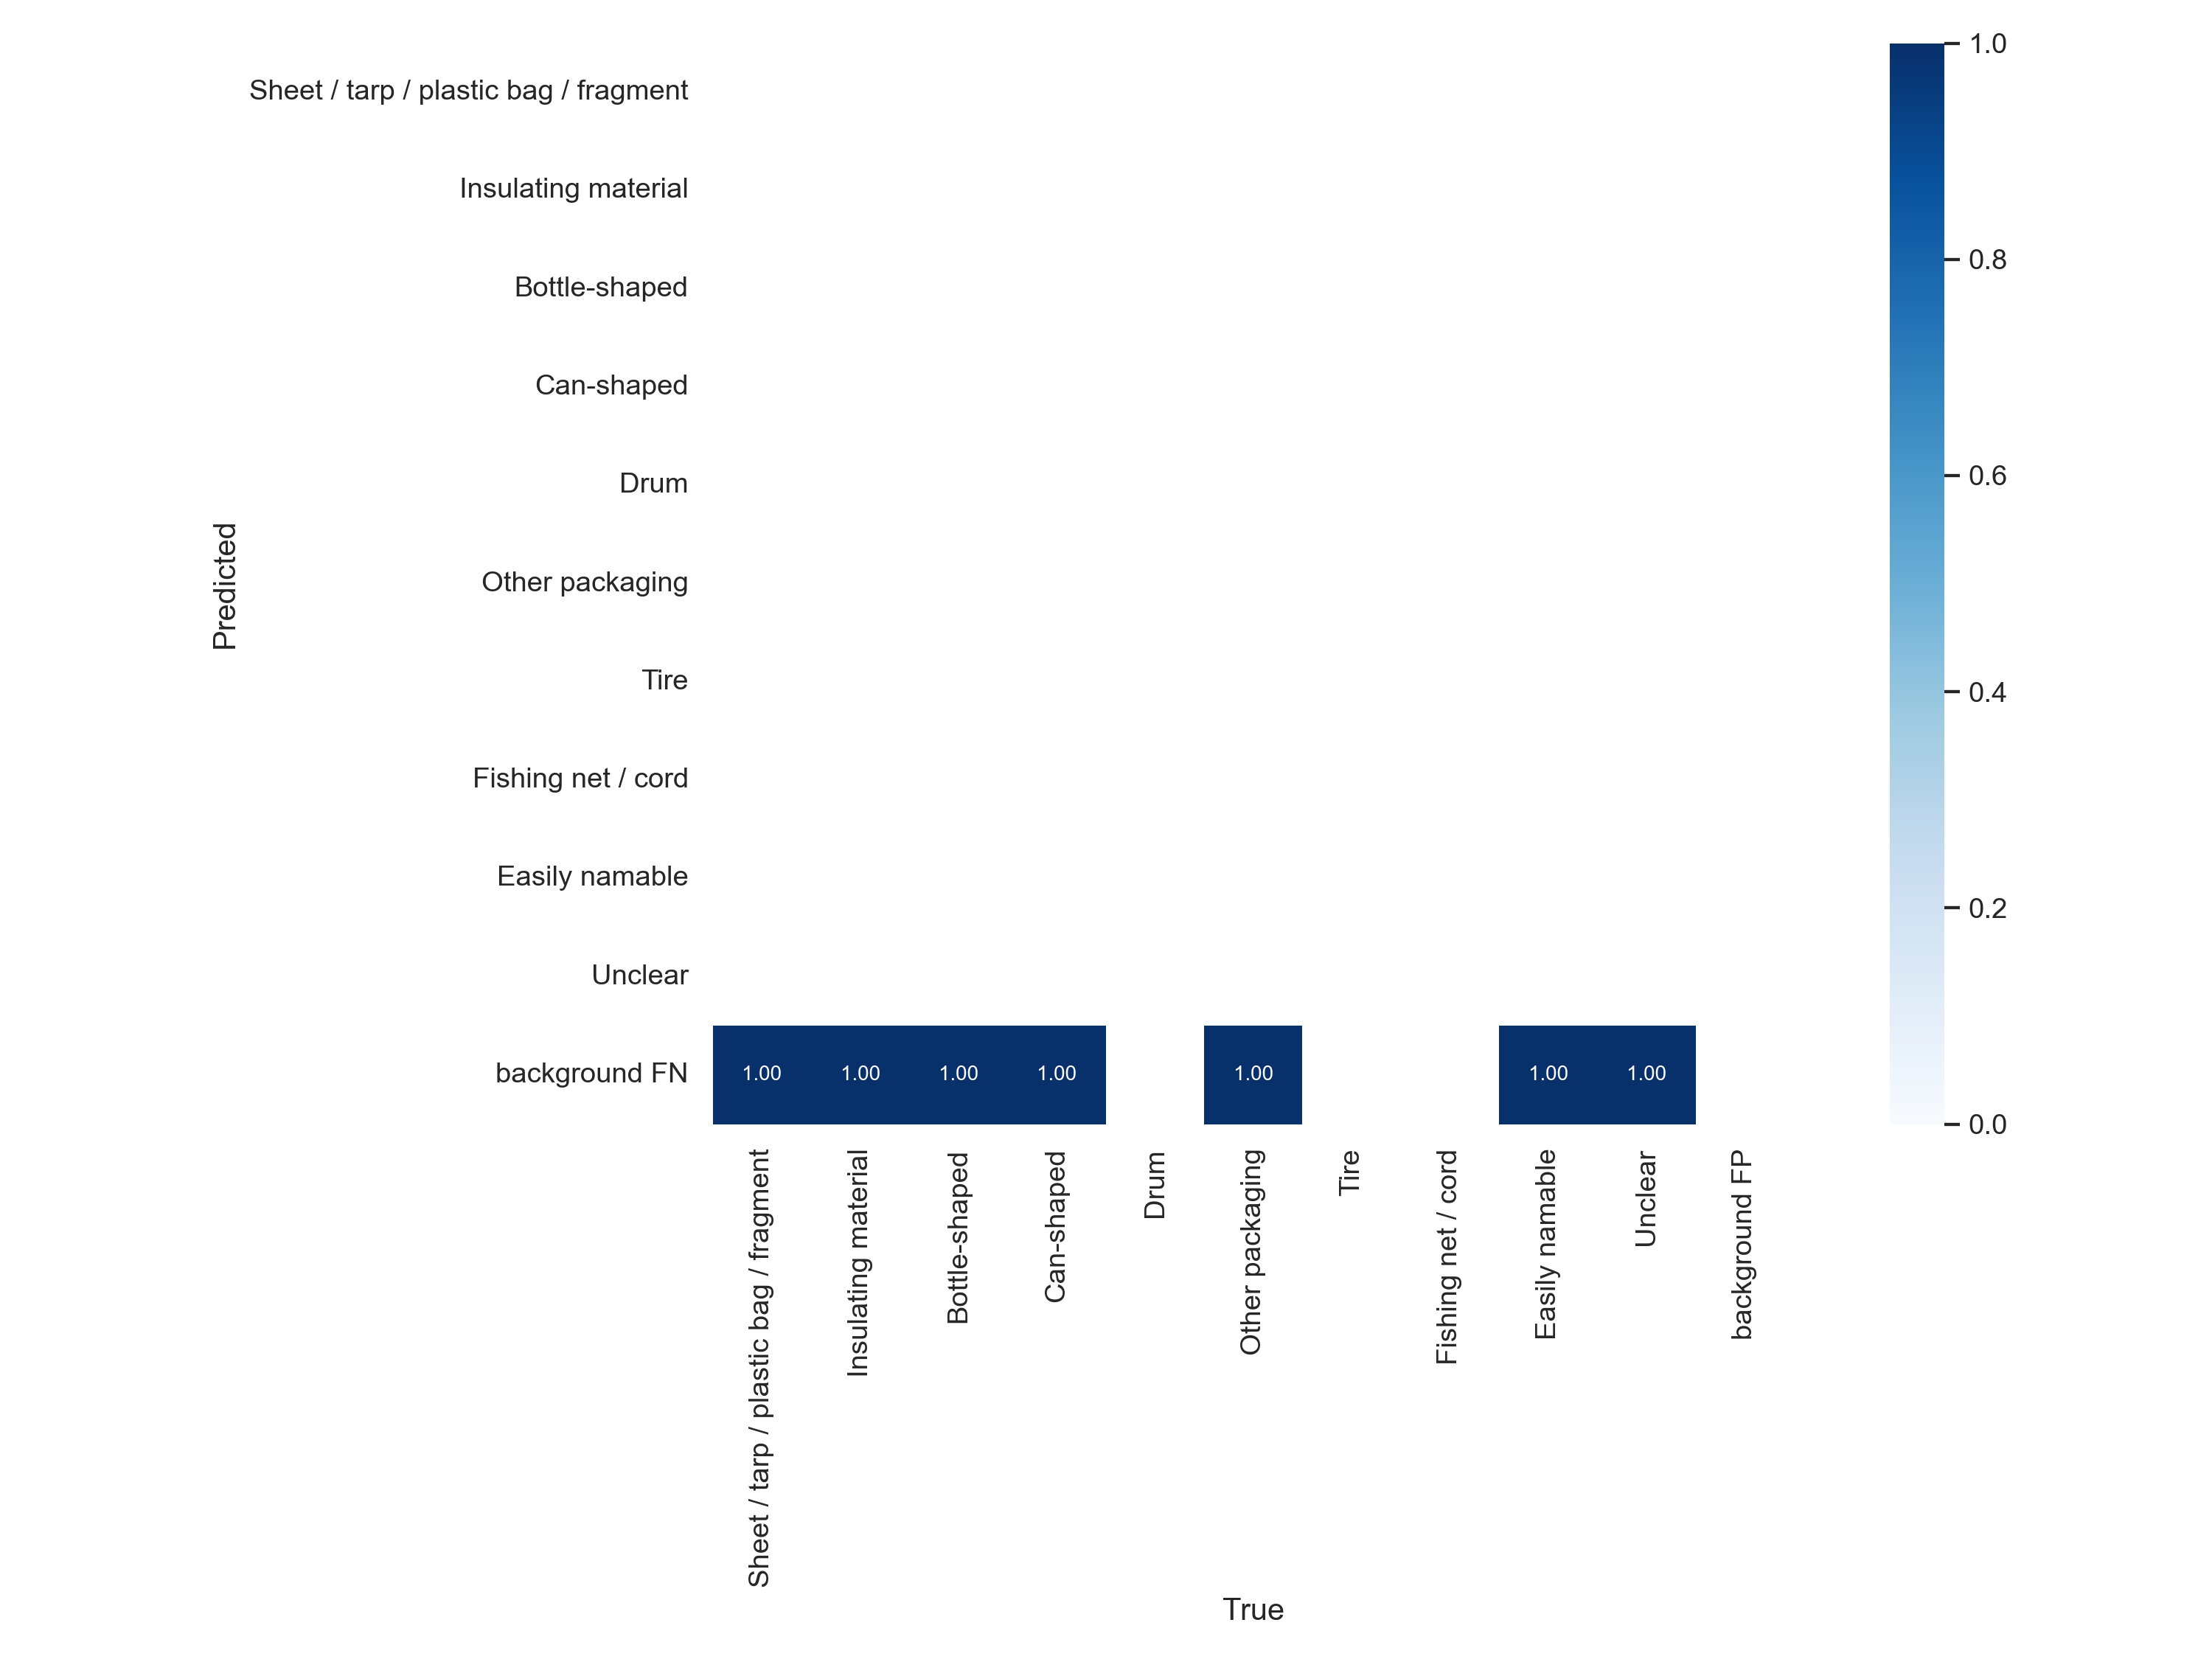 Sheet / tarp / plastic bag / fragment
Insulating material
Bottle-shaped
Can-shaped
Drum
Other packaging
Tire
Fishing net / cord
Easily namable
Unclear
background FN
Predicted
1.00 1.00 1.00 1.00 1.00 1.00 1.00
Sheet / tarp / plastic bag / fragment
Insulating material
Bottle-shaped
Can-shaped
Drum
Other packaging
Tire
Fishing net / cord
Easily namable
Unclear
background FP
True
1.0
0.8
0.6
0.4
0.2
0.0